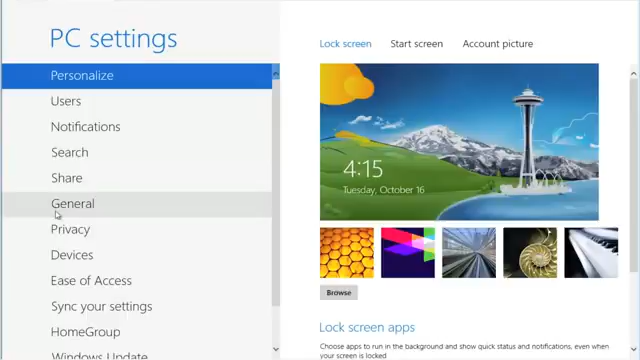 PC settings
Personalize
Users
Notifications
Search
Share
General
Privacy
Devices
Ease of Access
Sync your settings
HomeGroup
Windows Update
Lock screen Start screen Account picture
4:15
Tuesday, October 16
Browse
Lock screen apps
Choose apps to run in the background and show quick status and notifications, even when
your screen is locked